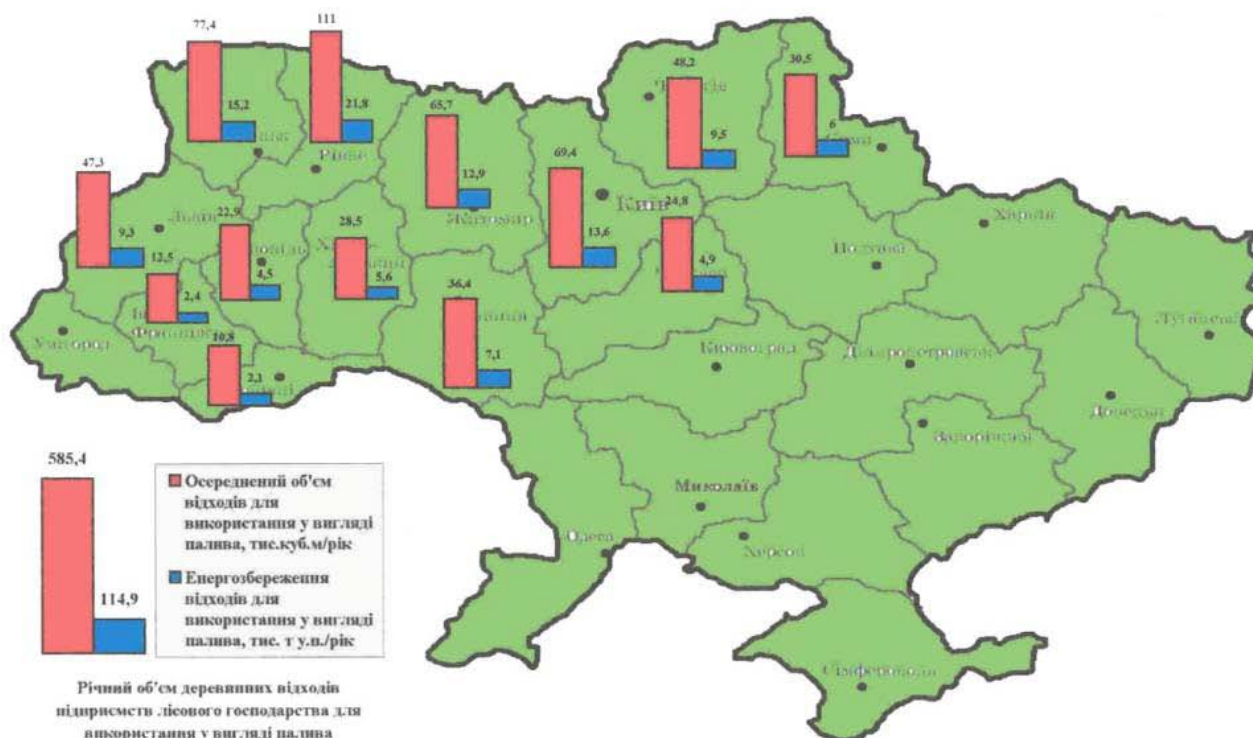 77,4
111
15,2
21,8
Рівне
65,7
12,9
Житомир
48,2
9,5
30,5
6
Суми
47,3
9,3
Львів
22,9
4,5
12,5
2,4
28,5
5,6
69,4
13,6
Київ
24,8
4,9
Харків
Полтава
36,4
7,1
10,8
2,1
Ужгород
Кіровоград
Дніпропетровськ
Луганськ
Донецьк
Запоріжжя
Миколаїв
Одеса
Херсон
Сімферополь
585,4
114,9
Осереднений об'єм
відходів для
використання у вигляді
палива, тис.куб.м/рік
Енергозбереження
відходів для
використання у вигляді
палива, тис. т у.п./рік
Річний об'єм деревинних відходів
підприємств лісового господарства для
використання у вигляді палива